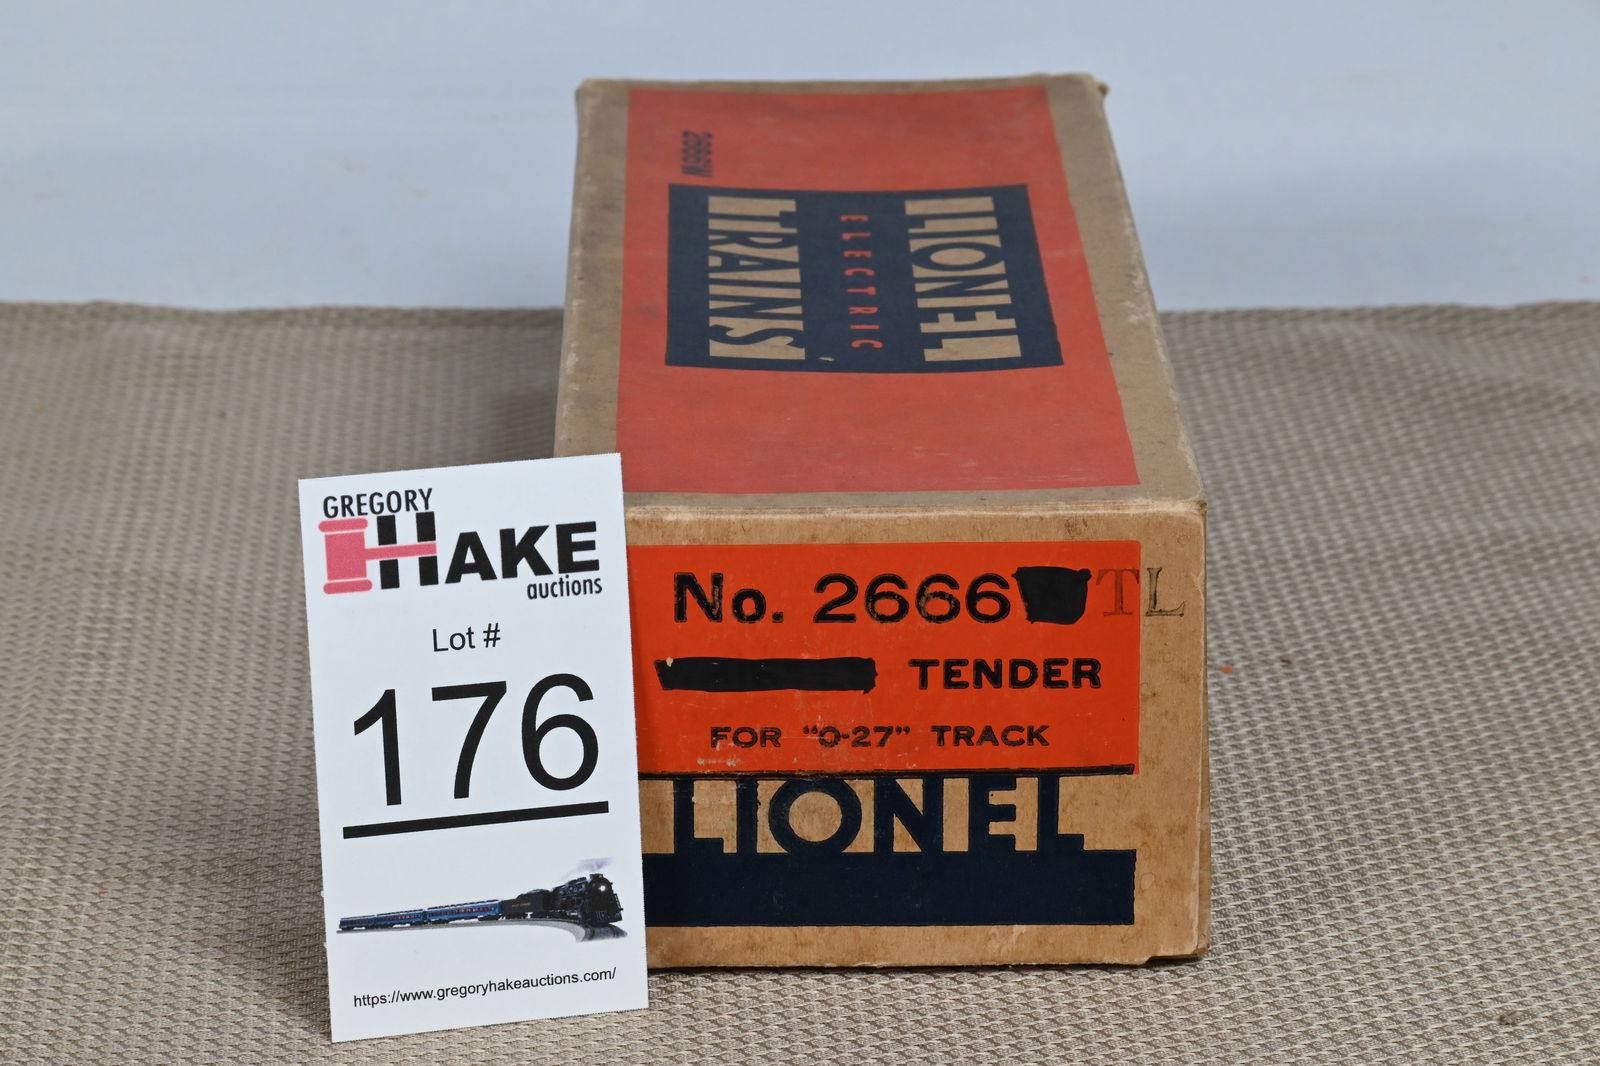 2666W
LIONEL
ELECTRIC
TRAINS
No. 2666 TL
TENDER
FOR "O-27" TRACK
LIONEL
GREGORY
HAKE
auctions
Lot #
176
https://www.gregoryhakeauctions.com/